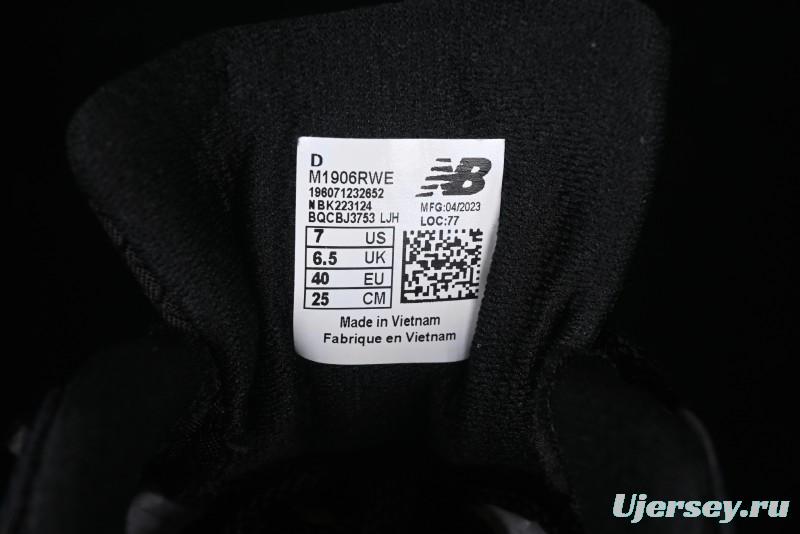 D
M1906RWE
196071232652
NBK223124
BQCBJ3753 LJH
NB
MFG:04/2023
LOC:77
7 US
6.5 UK
40 EU
25 CM
Made in Vietnam
Fabrique en Vietnam
Ujersey.ru